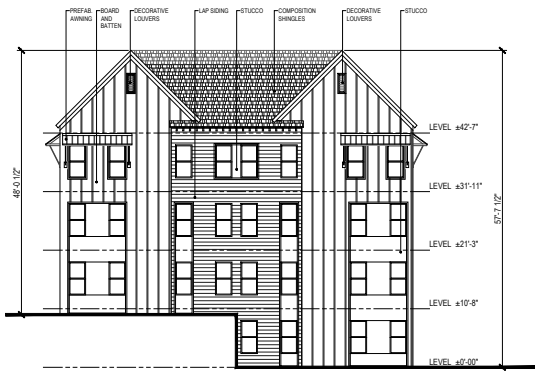 PREFAB.
AWNING
BOARD
AND
BATTEN
DECORATIVE
LOUVERS
LAP SIDING
STUCCO
COMPOSITION
SHINGLES
DECORATIVE
LOUVERS
STUCCO
LEVEL ±42'-7"
LEVEL ±31'-11"
48'-0 1/2"
57'-7 1/2"
LEVEL ±21'-3"
LEVEL ±10'-8"
LEVEL ±0'-00"